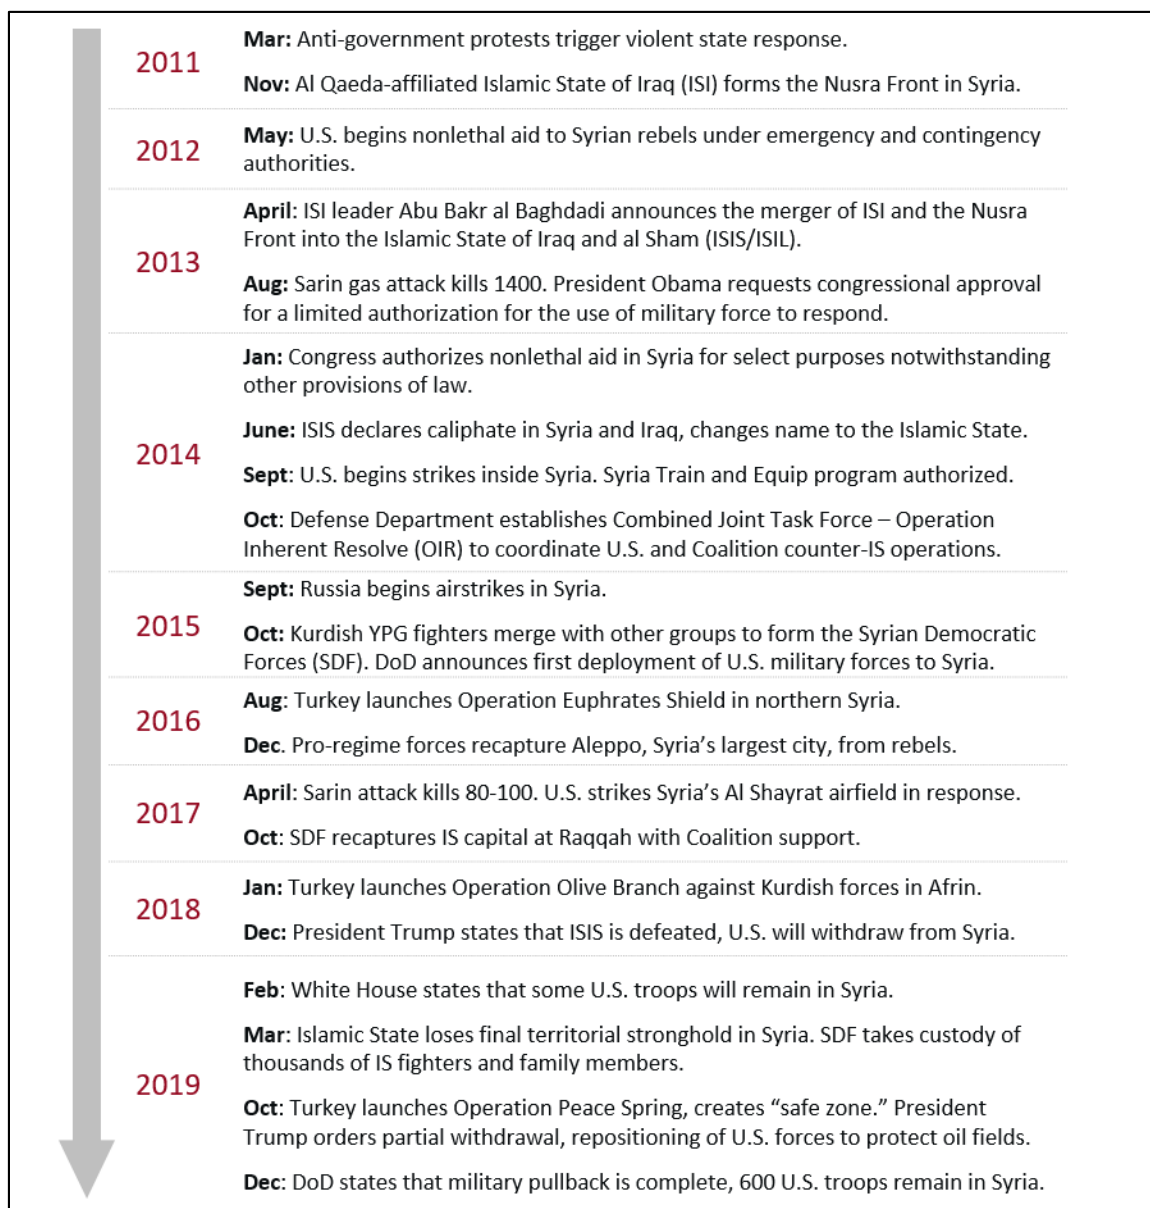 2011
Mar: Anti-government protests trigger violent state response.
Nov: Al Qaeda-affiliated Islamic State of Iraq (ISI) forms the Nusra Front in Syria.
2012
May: U.S. begins nonlethal aid to Syrian rebels under emergency and contingency
authorities.
2013
April: ISI leader Abu Bakr al Baghdadi announces the merger of ISI and the Nusra
Front into the Islamic State of Iraq and al Sham (ISIS/ISIL).
Aug: Sarin gas attack kills 1400. President Obama requests congressional approval
for a limited authorization for the use of military force to respond.
2014
Jan: Congress authorizes nonlethal aid in Syria for select purposes notwithstanding
other provisions of law.
June: ISIS declares caliphate in Syria and Iraq, changes name to the Islamic State.
Sept: U.S. begins strikes inside Syria. Syria Train and Equip program authorized.
Oct: Defense Department establishes Combined Joint Task Force – Operation
Inherent Resolve (OIR) to coordinate U.S. and Coalition counter-IS operations.
2015
Sept: Russia begins airstrikes in Syria.
Oct: Kurdish YPG fighters merge with other groups to form the Syrian Democratic
Forces (SDF). DoD announces first deployment of U.S. military forces to Syria.
2016
Aug: Turkey launches Operation Euphrates Shield in northern Syria.
Dec. Pro-regime forces recapture Aleppo, Syria’s largest city, from rebels.
2017
April: Sarin attack kills 80-100. U.S. strikes Syria’s Al Shayrat airfield in response.
Oct: SDF recaptures IS capital at Raqqah with Coalition support.
2018
Jan: Turkey launches Operation Olive Branch against Kurdish forces in Afrin.
Dec: President Trump states that ISIS is defeated, U.S. will withdraw from Syria.
2019
Feb: White House states that some U.S. troops will remain in Syria.
Mar: Islamic State loses final territorial stronghold in Syria. SDF takes custody of
thousands of IS fighters and family members.
Oct: Turkey launches Operation Peace Spring, creates “safe zone.” President
Trump orders partial withdrawal, repositioning of U.S. forces to protect oil fields.
Dec: DoD states that military pullback is complete, 600 U.S. troops remain in Syria.